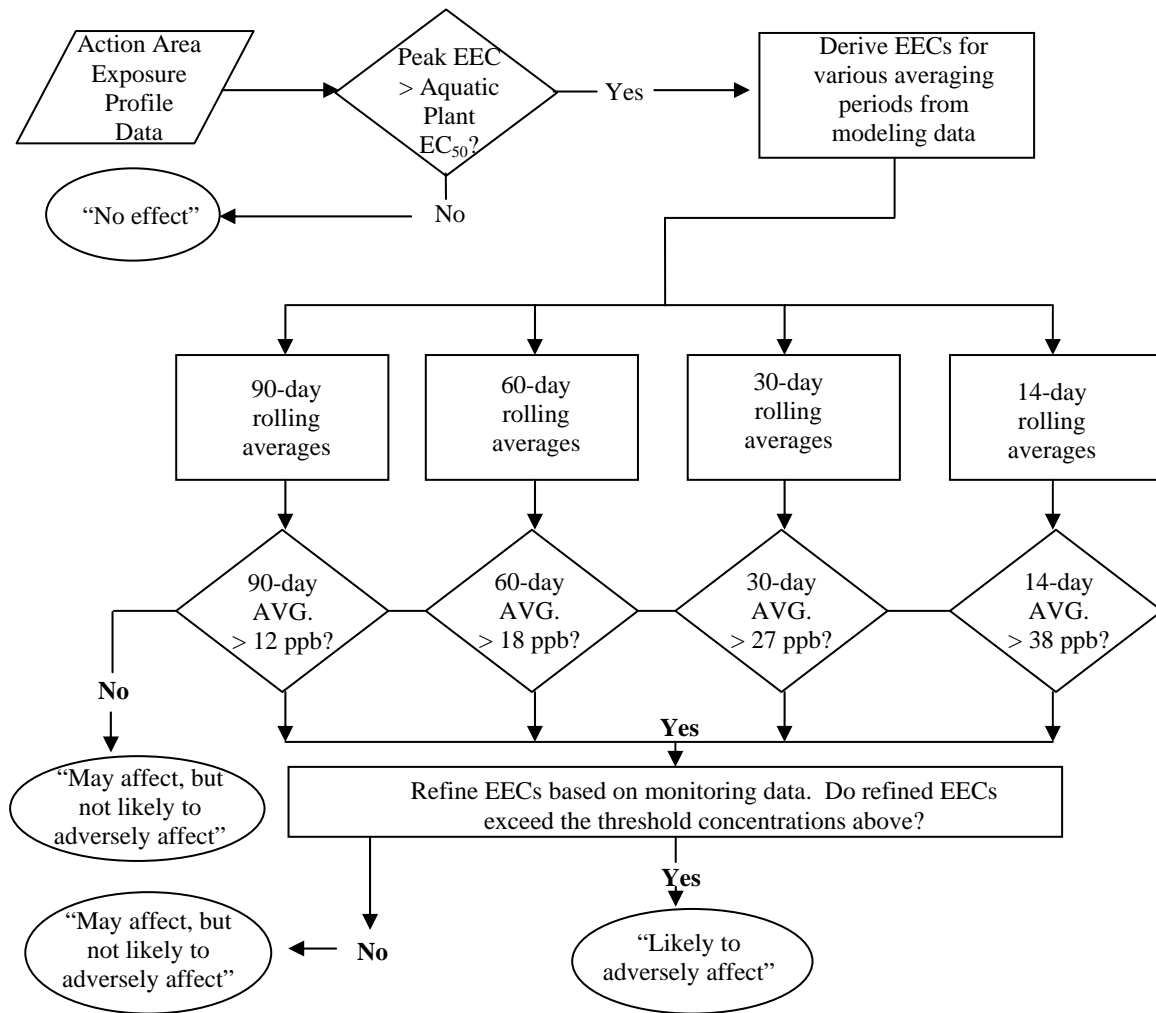 Action Area
Exposure
Profile
Data
Peak EEC
> Aquatic
Plant
EC₅₀?
Yes
Derive EECs for
various averaging
periods from
modeling data
No
“No effect”
90-day
rolling
averages
60-day
rolling
averages
30-day
rolling
averages
14-day
rolling
averages
90-day
AVG.
> 12 ppb?
60-day
AVG.
> 18 ppb?
30-day
AVG.
> 27 ppb?
14-day
AVG.
> 38 ppb?
No
Yes
“May affect, but
not likely to
adversely affect”
Refine EECs based on monitoring data.  Do refined EECs
exceed the threshold concentrations above?
Yes
No
“May affect, but
not likely to
adversely affect”
“Likely to
adversely affect”